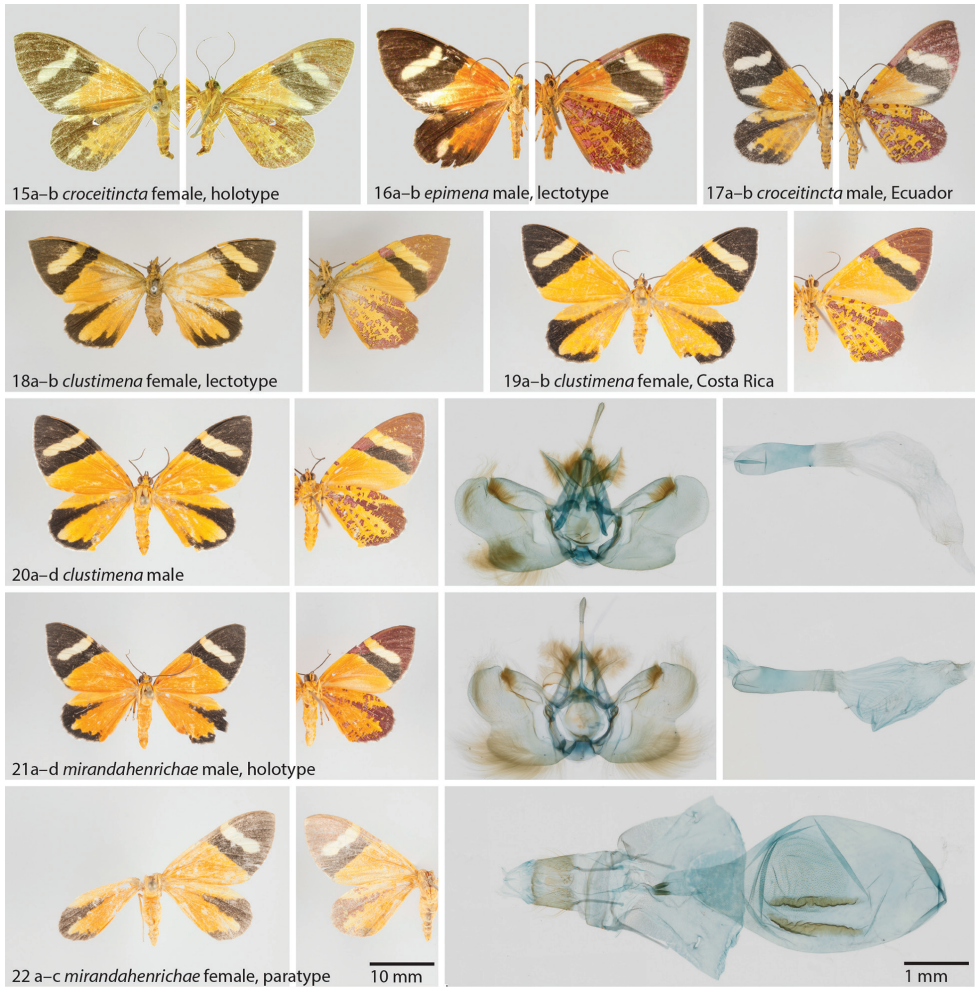 15a–b croceitincta female, holotype
16a–b epimena male, lectotype
17a–b croceitincta male, Ecuador
18a–b clustimena female, lectotype
19a–b clustimena female, Costa Rica
20a–d clustimena male
21a–d mirandahenrichae male, holotype
22 a–c mirandahenrichae female, paratype
10 mm
1 mm